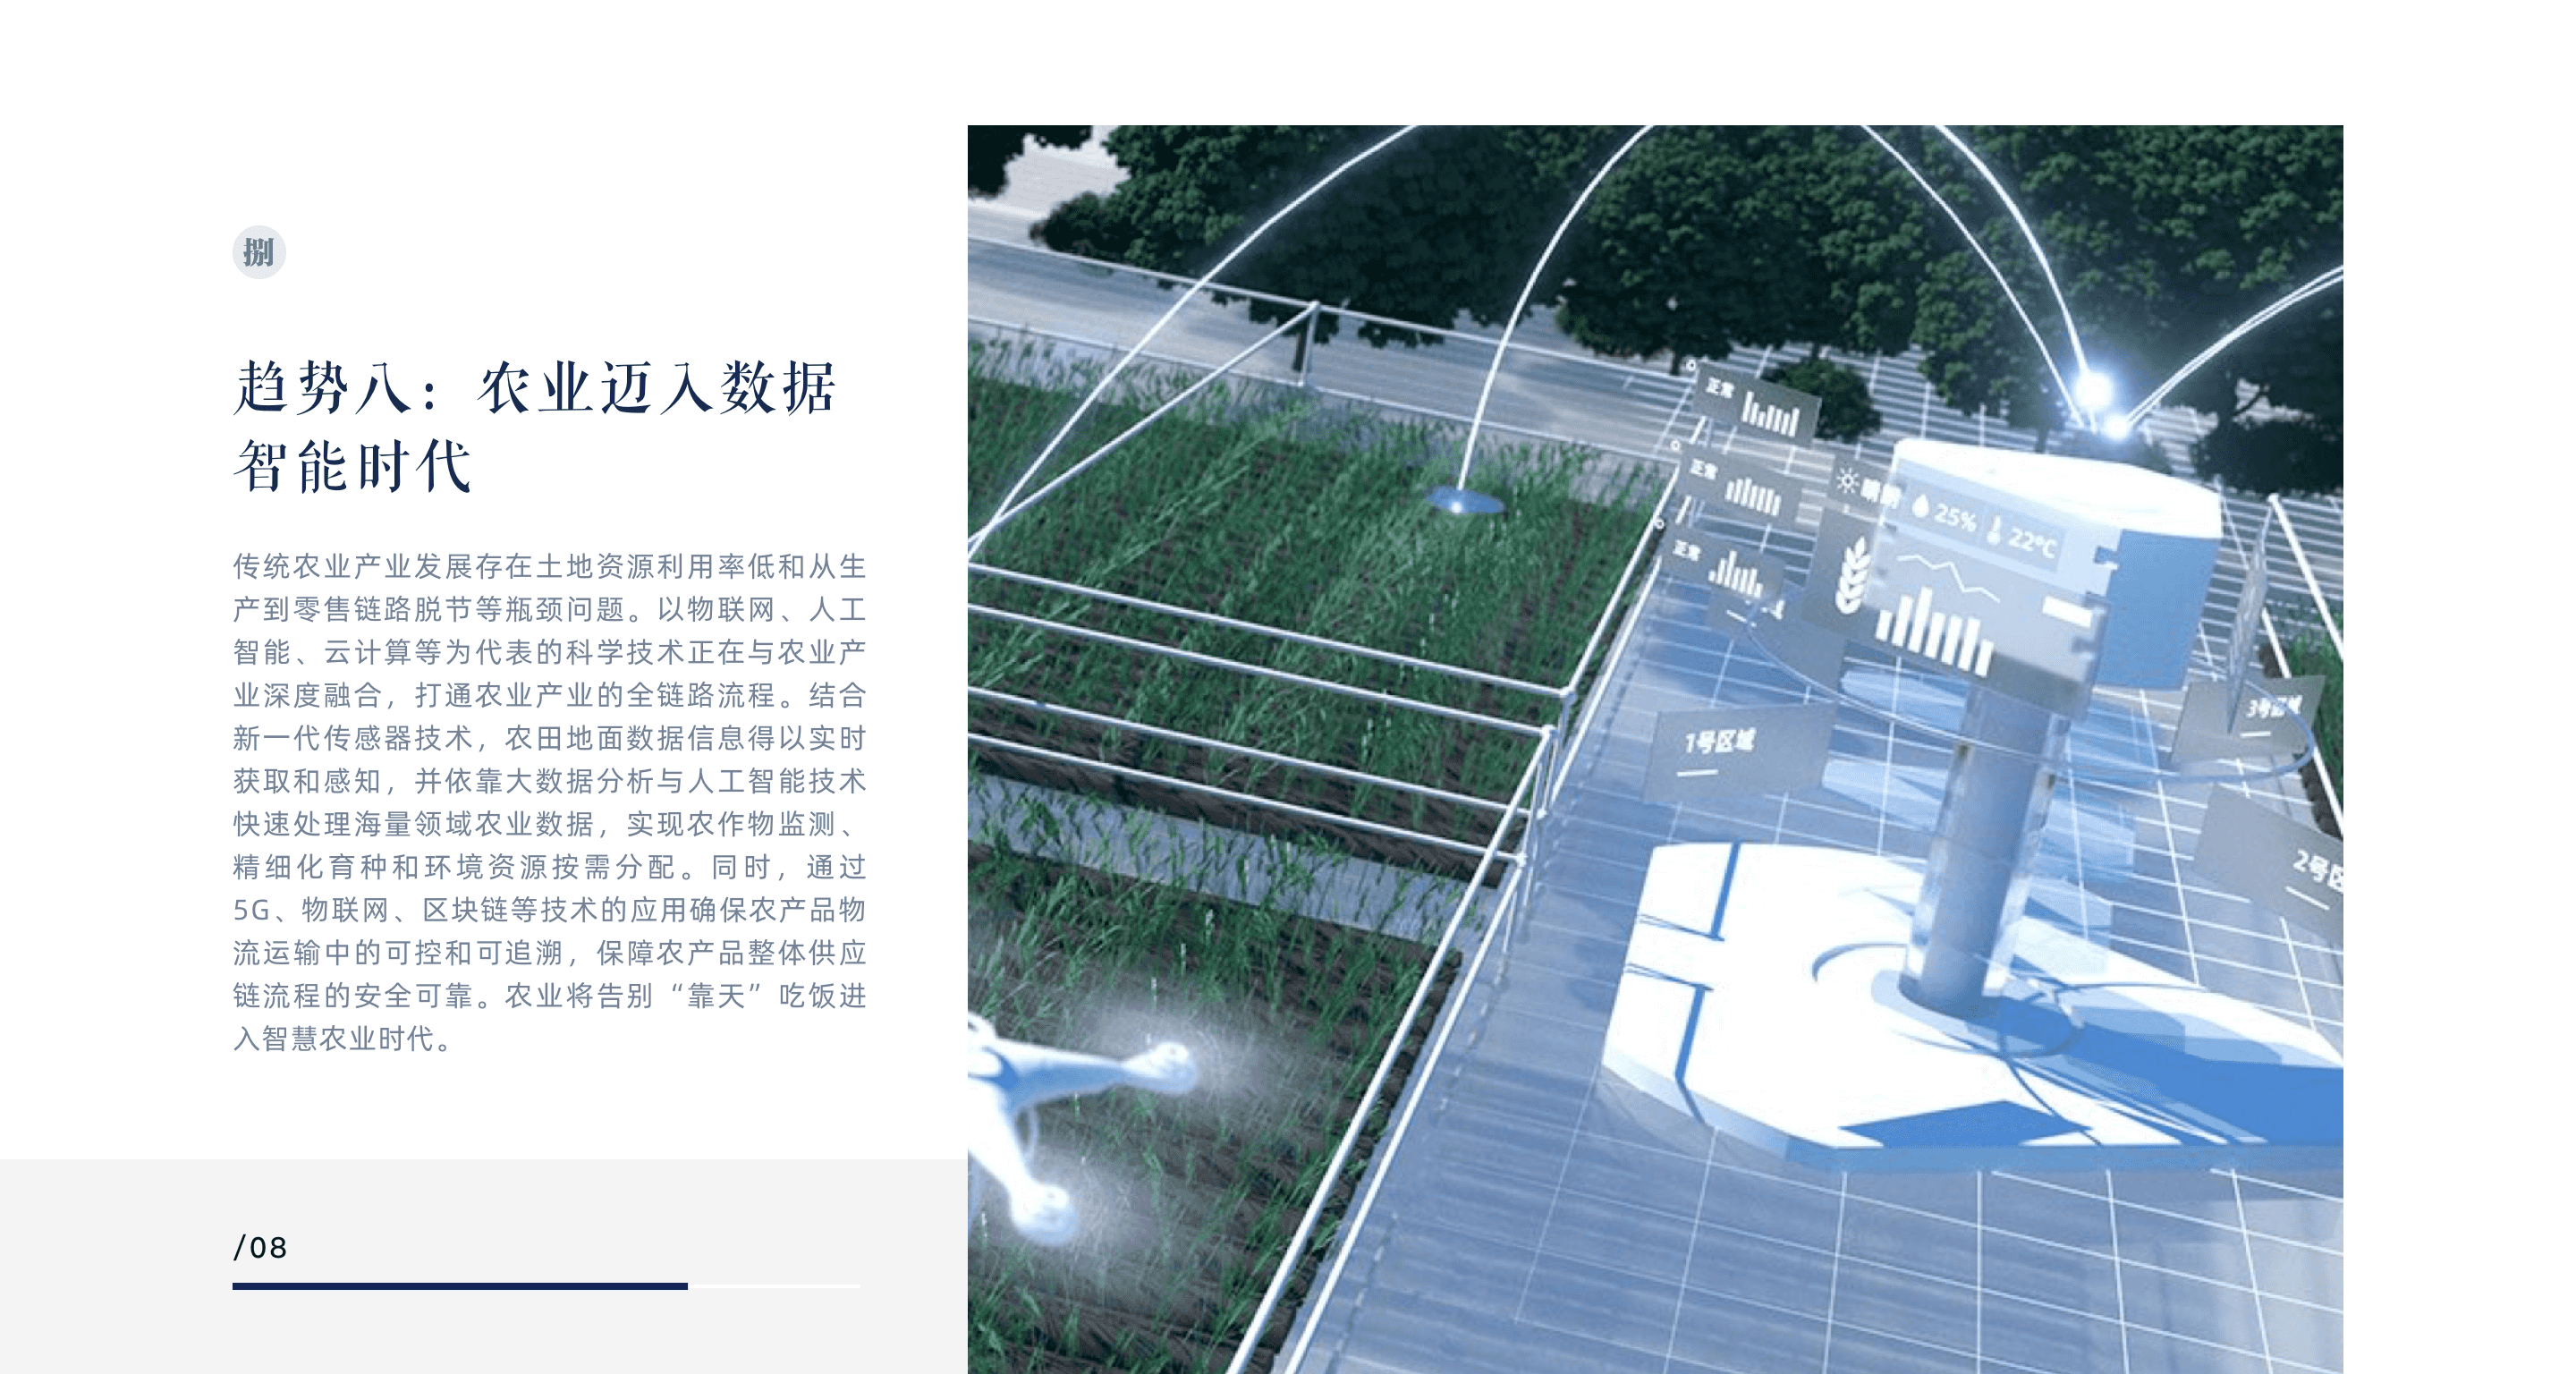 捌
趋势八：农业迈入数据
智能时代
传统农业产业发展存在土地资源利用率低和从生
产到零售链路脱节等瓶颈问题。以物联网、人工
智能、云计算等为代表的科学技术正在与农业产
业深度融合，打通农业产业的全链路流程。结合
新一代传感器技术，农田地面数据信息得以实时
获取和感知，并依靠大数据分析与人工智能技术
快速处理海量领域农业数据，实现农作物监测、
精细化育种和环境资源按需分配。同时，通过
5G、物联网、区块链等技术的应用确保农产品物
流运输中的可控和可追溯，保障农产品整体供应
链流程的安全可靠。农业将告别“靠天”吃饭进
入智慧农业时代。
/08
正常
正常
正常
晴朗 25% 22℃
1号区域
3号区域
2号区